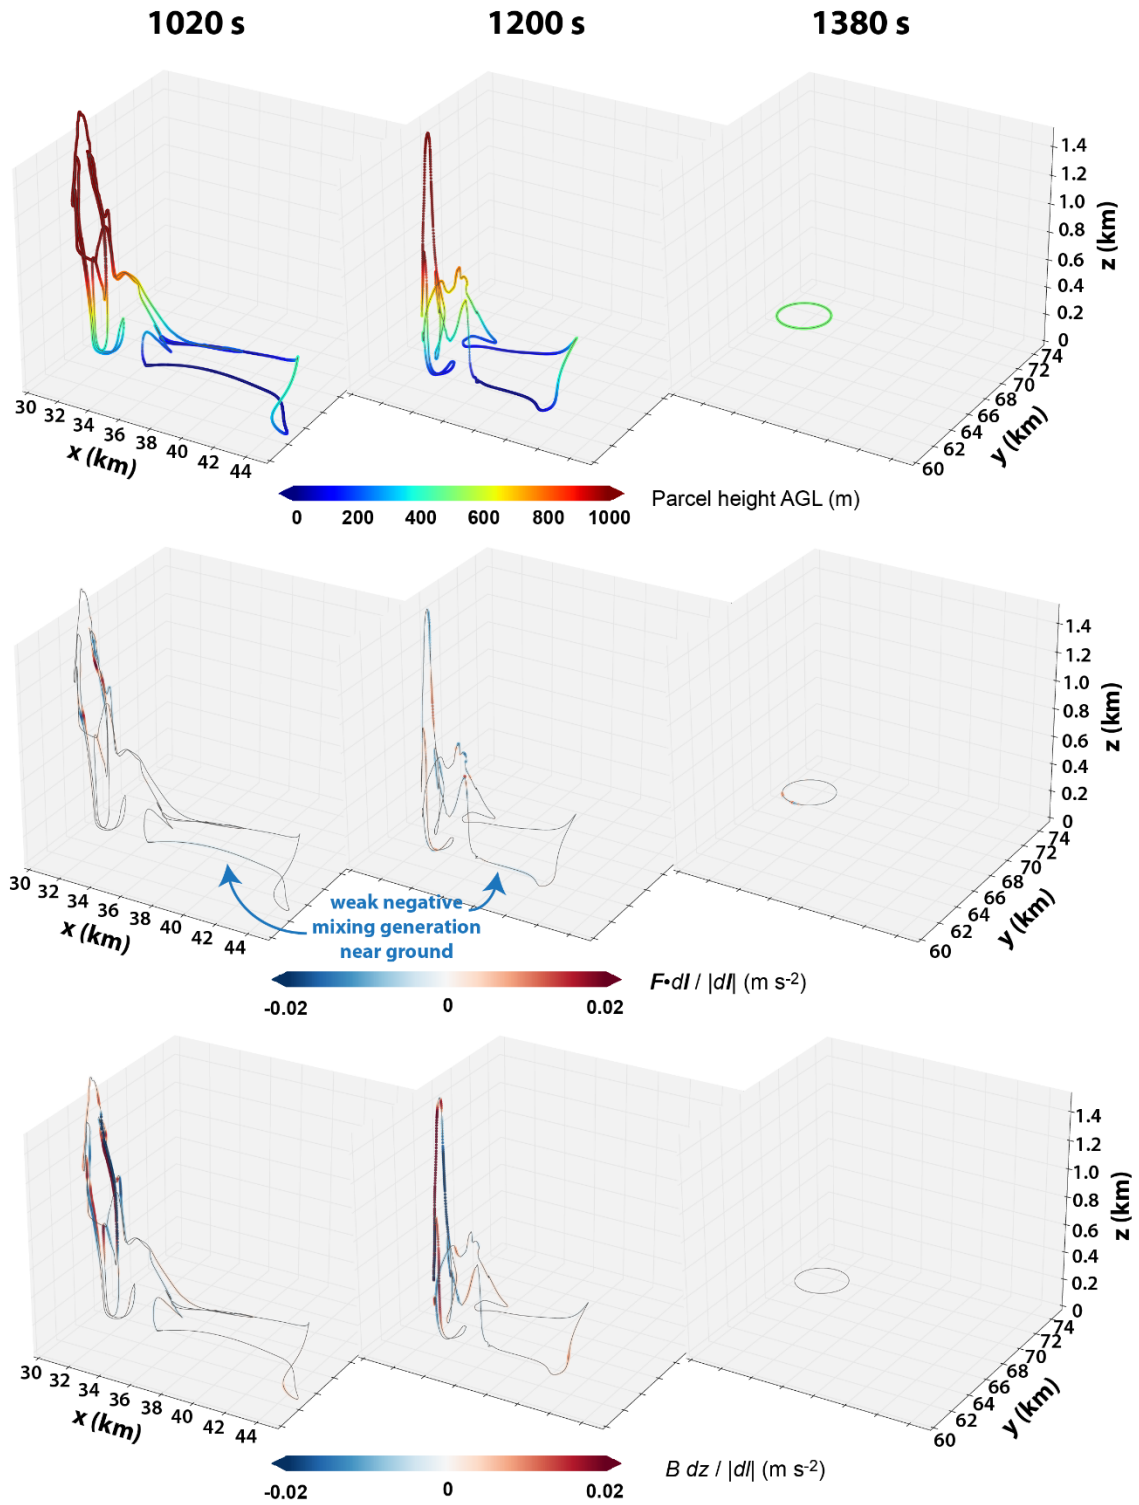 1020 s 1200 s 1380 s
1.4
1.2
1.0
0.8
0.6
0.4
0.2
0
z (km)
74
72
70
68
66
64
62
60
y (km)
30 32 34 36 38 40 42 44
x (km)
0 200 400 600 800 1000
Parcel height AGL (m)
1.4
1.2
1.0
0.8
0.6
0.4
0.2
0
z (km)
74
72
70
68
66
64
62
60
y (km)
30 32 34 36 38 40 42 44
x (km)
weak negative
mixing generation
near ground
-0.02 0 0.02
F•dl / |dl| (m s-2)
1.4
1.2
1.0
0.8
0.6
0.4
0.2
0
z (km)
74
72
70
68
66
64
62
60
y (km)
30 32 34 36 38 40 42 44
x (km)
-0.02 0 0.02
B dz / |dl| (m s-2)